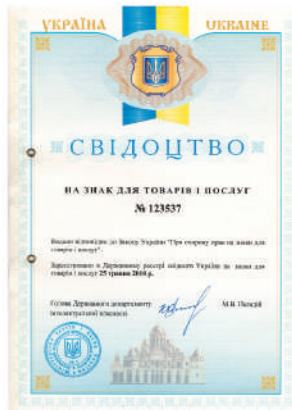 УКРАЇНА
UKRAINE
СВІДОЦТВО
НА ЗНАК ДЛЯ ТОВАРІВ І ПОСЛУГ
№ 123537
Видано відповідно до Закону України "Про охорону прав на знаки для
товарів і послуг".
Зареєстровано в Державному реєстрі свідоцтв України на знаки для
товарів і послуг 25 травня 2010 р.
Голова Державного департаменту
інтелектуальної власності
М.В. Паладій